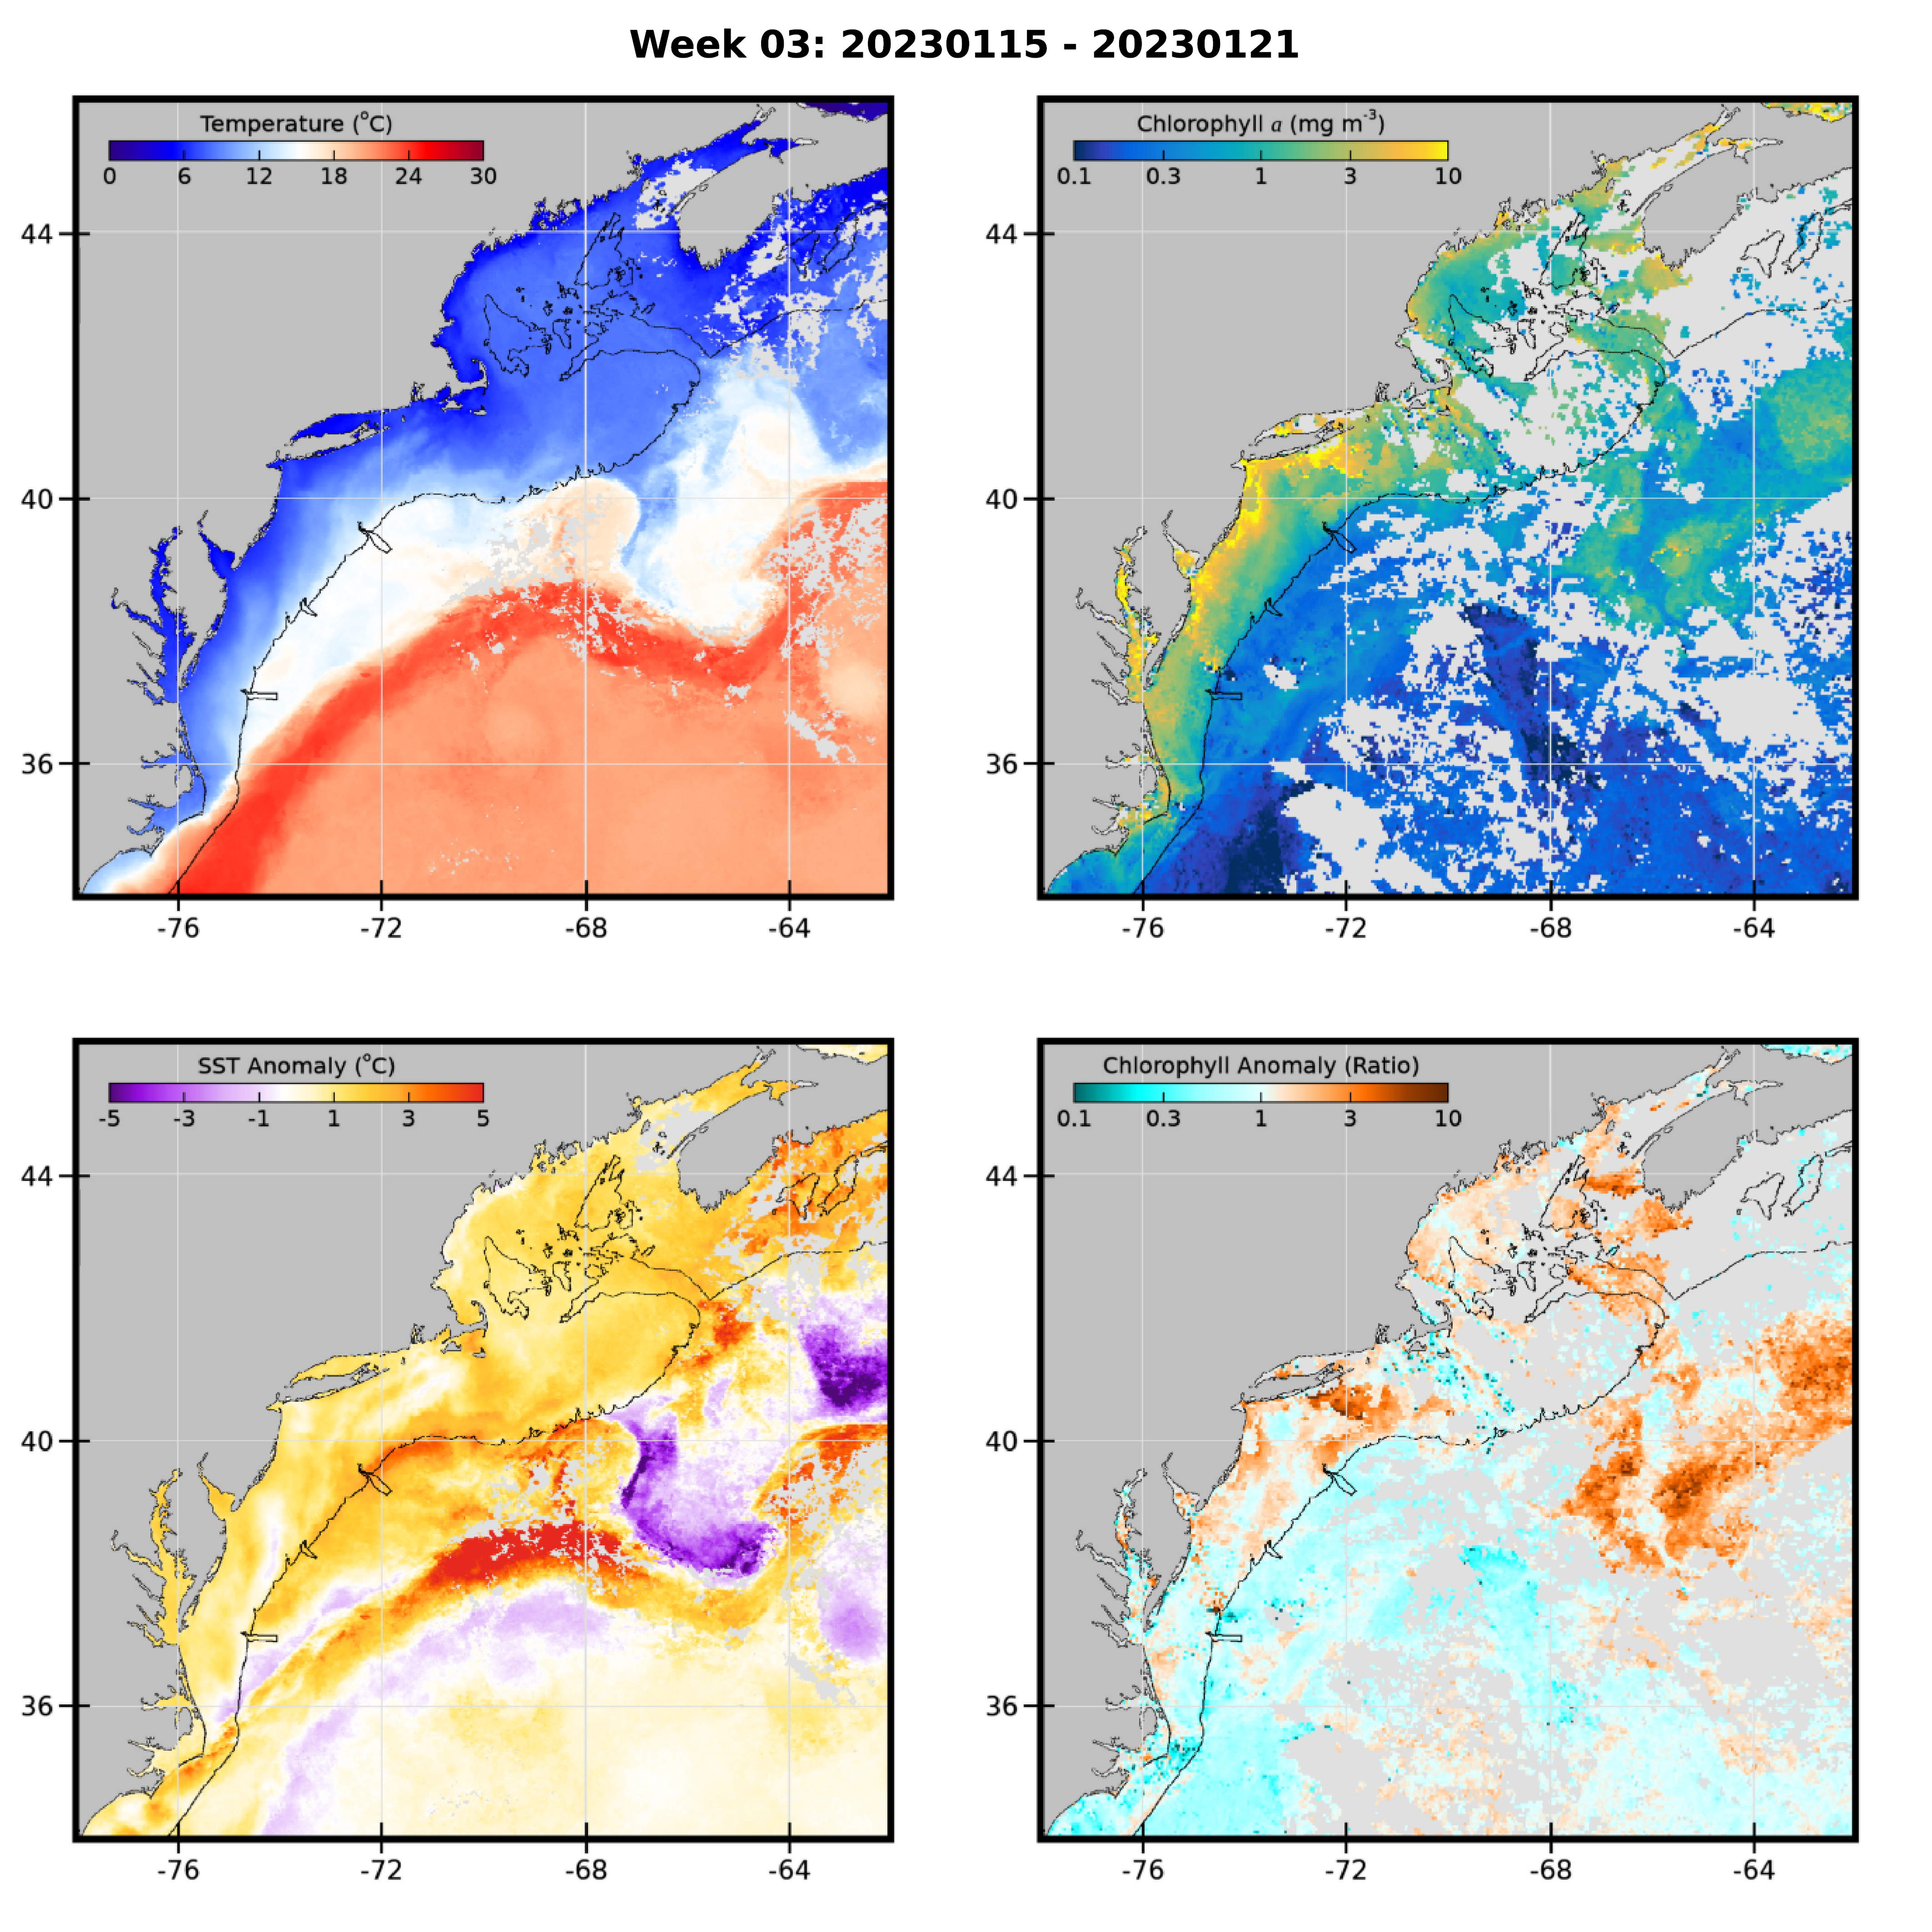 Week 03: 20230115 - 20230121
Temperature (°C)
0 6 12 18 24 30
44
40
36
-76 -72 -68 -64
Chlorophyll a (mg m⁻³)
0.1 0.3 1 3 10
44
40
36
-76 -72 -68 -64
SST Anomaly (°C)
-5 -3 -1 1 3 5
44
40
36
-76 -72 -68 -64
Chlorophyll Anomaly (Ratio)
0.1 0.3 1 3 10
44
40
36
-76 -72 -68 -64